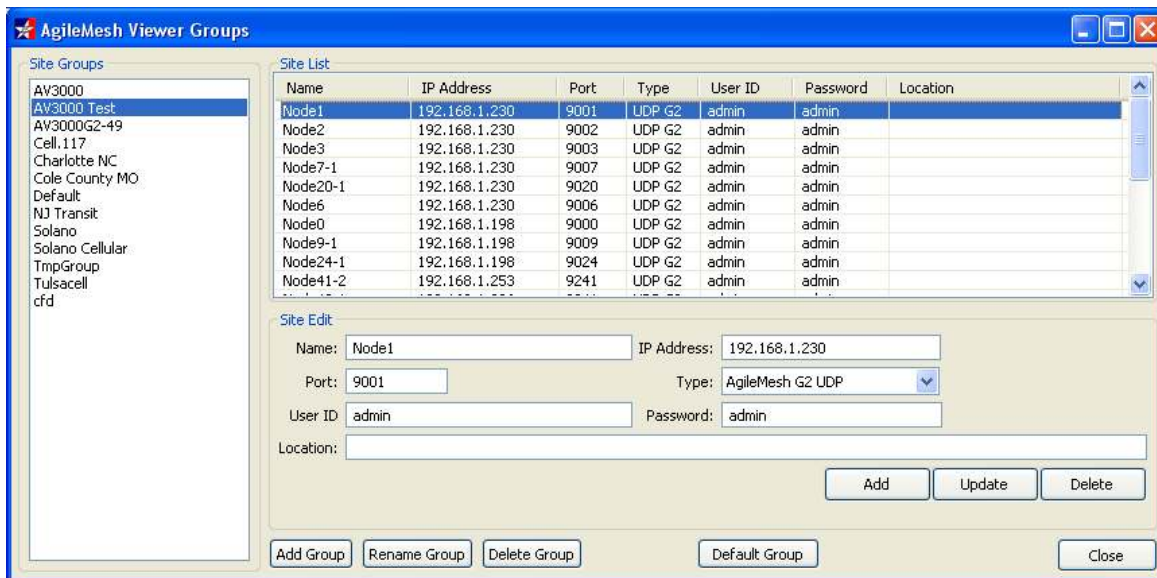 AgileMesh Viewer Groups
Site Groups
AV3000
AV3000 Test
AV3000G2-49
Cell.117
Charlotte NC
Cole County MO
Default
NJ Transit
Solano
Solano Cellular
TmpGroup
Tulsacell
cfd
Site List
Name IP Address Port Type User ID Password Location
Node1 192.168.1.230 9001 UDP G2 admin admin
Node2 192.168.1.230 9002 UDP G2 admin admin
Node3 192.168.1.230 9003 UDP G2 admin admin
Node7-1 192.168.1.230 9007 UDP G2 admin admin
Node20-1 192.168.1.230 9020 UDP G2 admin admin
Node6 192.168.1.230 9006 UDP G2 admin admin
Node0 192.168.1.198 9000 UDP G2 admin admin
Node9-1 192.168.1.198 9009 UDP G2 admin admin
Node24-1 192.168.1.198 9024 UDP G2 admin admin
Node41-2 192.168.1.253 9241 UDP G2 admin admin
Site Edit
Name: Node1 IP Address: 192.168.1.230
Port: 9001 Type: AgileMesh G2 UDP
User ID admin Password: admin
Location:
Add Update Delete
Add Group Rename Group Delete Group Default Group Close